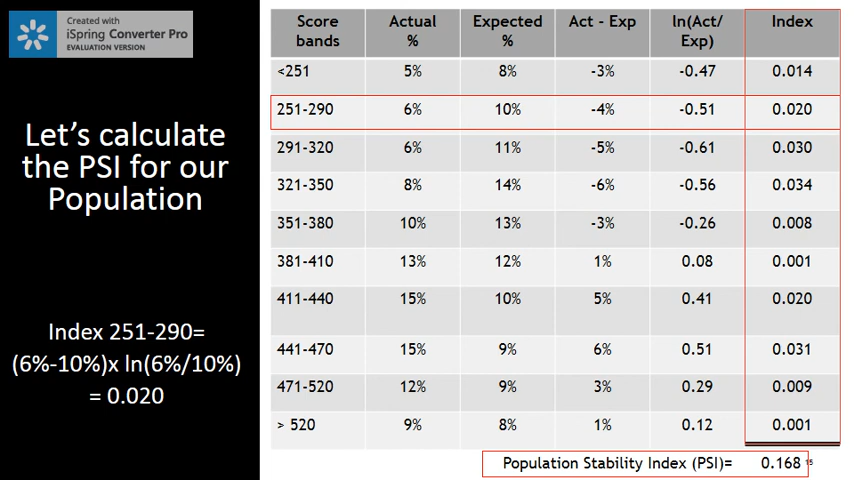 Created with
iSpring Converter Pro
EVALUATION VERSION
Let's calculate
the PSI for our
Population
Index 251-290=
(6%-10%)x ln(6%/10%)
= 0.020
Score bands Actual % Expected % Act - Exp ln(Act/ Exp) Index
<251 5% 8% -3% -0.47 0.014
251-290 6% 10% -4% -0.51 0.020
291-320 6% 11% -5% -0.61 0.030
321-350 8% 14% -6% -0.56 0.034
351-380 10% 13% -3% -0.26 0.008
381-410 13% 12% 1% 0.08 0.001
411-440 15% 10% 5% 0.41 0.020
441-470 15% 9% 6% 0.51 0.031
471-520 12% 9% 3% 0.29 0.009
> 520 9% 8% 1% 0.12 0.001
Population Stability Index (PSI)= 0.168 15